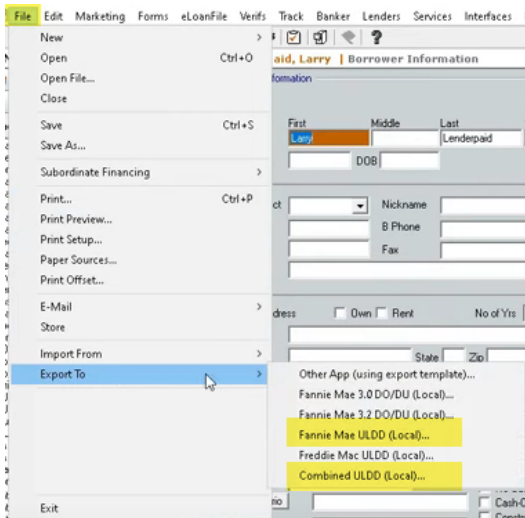 File Edit Marketing Forms eLoanFile Verifs Track Banker Lenders Services Interfaces
New >
Open Ctrl+O
Open File...
Close
Save Ctrl+S
Save As...
Subordinate Financing >
Print... Ctrl+P
Print Preview...
Print Setup...
Paper Sources...
Print Offset...
E-Mail >
Store
Import From >
Export To >
Exit
aid, Larry | Borrower Information
formation
First Middle Last
Larry Lenderpaid
DOB
ct Nickname
B Phone
Fax
dress Own Rent No of Yrs
State Zip
Other App (using export template)...
Fannie Mae 3.0 DO/DU (Local)...
Fannie Mae 3.2 DO/DU (Local)...
Fannie Mae ULDD (Local)...
Freddie Mac ULDD (Local)...
Combined ULDD (Local)...
io Cash-O